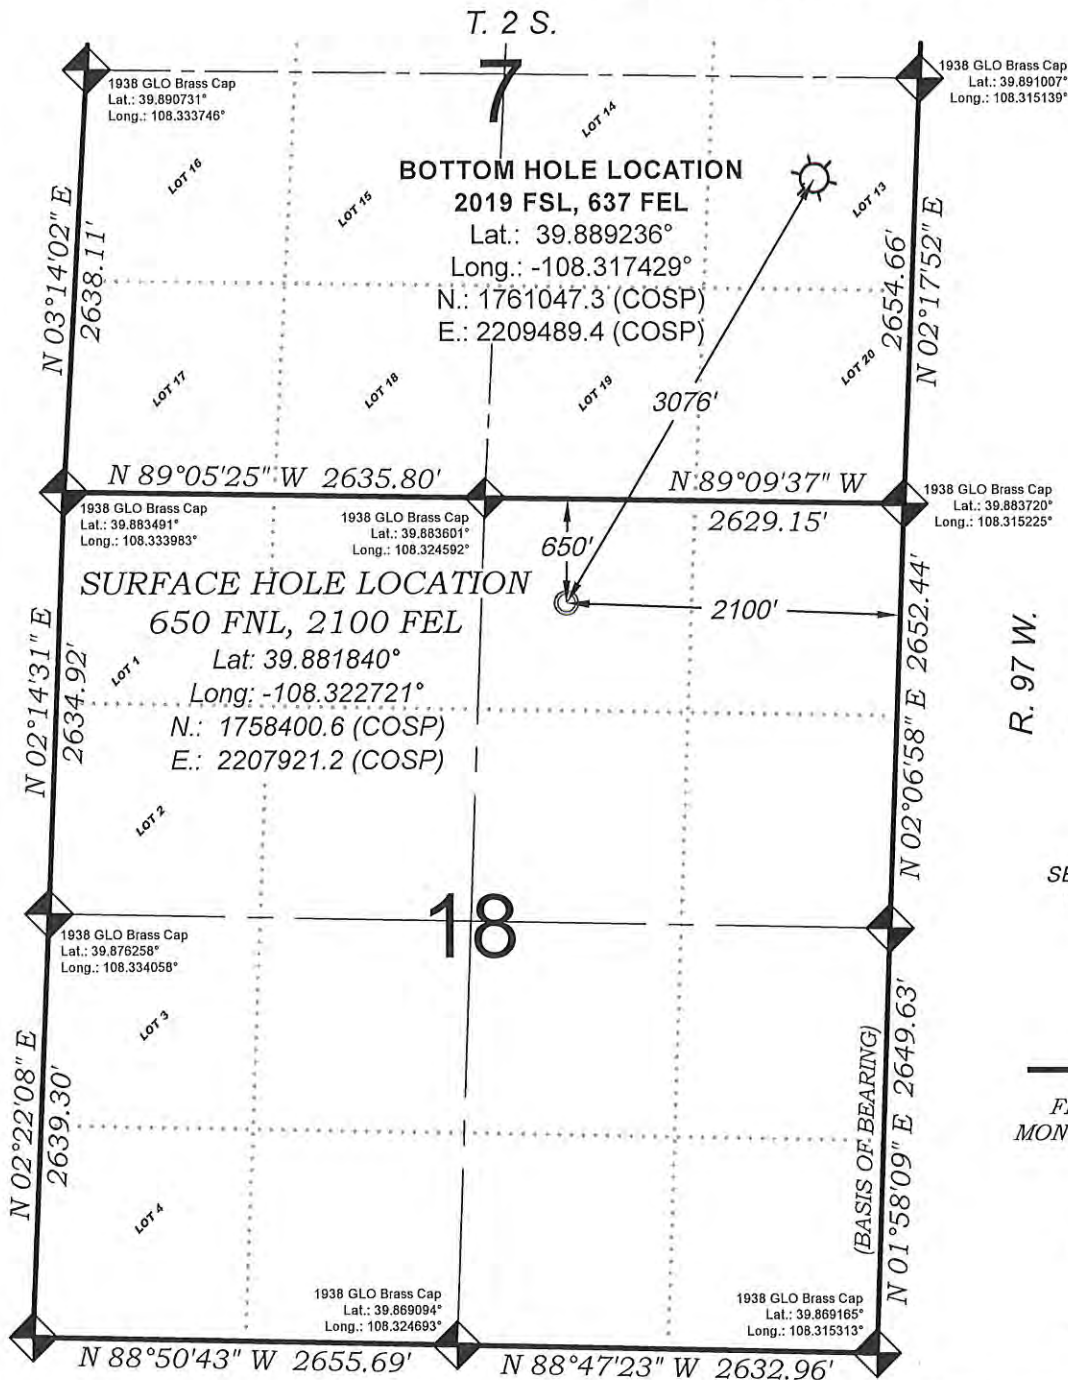 T. 2 S.
7
1938 GLO Brass Cap
Lat.: 39.890731°
Long.: 108.333746°
1938 GLO Brass Cap
Lat.: 39.891007°
Long.: 108.315139°
LOT 16
LOT 15
LOT 14
LOT 13
BOTTOM HOLE LOCATION
2019 FSL, 637 FEL
Lat.: 39.889236°
Long.: -108.317429°
N.: 1761047.3 (COSP)
E.: 2209489.4 (COSP)
N 03°14'02" E
2638.11'
2654.66'
N 02°17'52" E
LOT 17
LOT 18
LOT 19
LOT 20
3076'
N 89°05'25" W 2635.80'
N 89°09'37" W
2629.15'
1938 GLO Brass Cap
Lat.: 39.883491°
Long.: 108.333983°
1938 GLO Brass Cap
Lat.: 39.883601°
Long.: 108.324592°
1938 GLO Brass Cap
Lat.: 39.883720°
Long.: 108.315225°
650'
2100'
SURFACE HOLE LOCATION
650 FNL, 2100 FEL
Lat: 39.881840°
Long: -108.322721°
N.: 1758400.6 (COSP)
E.: 2207921.2 (COSP)
LOT 1
N 02°14'31" E
2634.92'
N 02°06'58" E 2652.44'
R. 97 W.
LOT 2
SE
18
1938 GLO Brass Cap
Lat.: 39.876258°
Long.: 108.334058°
LOT 3
N 02°22'08" E
2639.30'
(BASIS OF BEARING)
N 01°58'09" E 2649.63'
MON
LOT 4
1938 GLO Brass Cap
Lat.: 39.869094°
Long.: 108.324693°
1938 GLO Brass Cap
Lat.: 39.869165°
Long.: 108.315313°
N 88°50'43" W 2655.69'
N 88°47'23" W 2632.96'